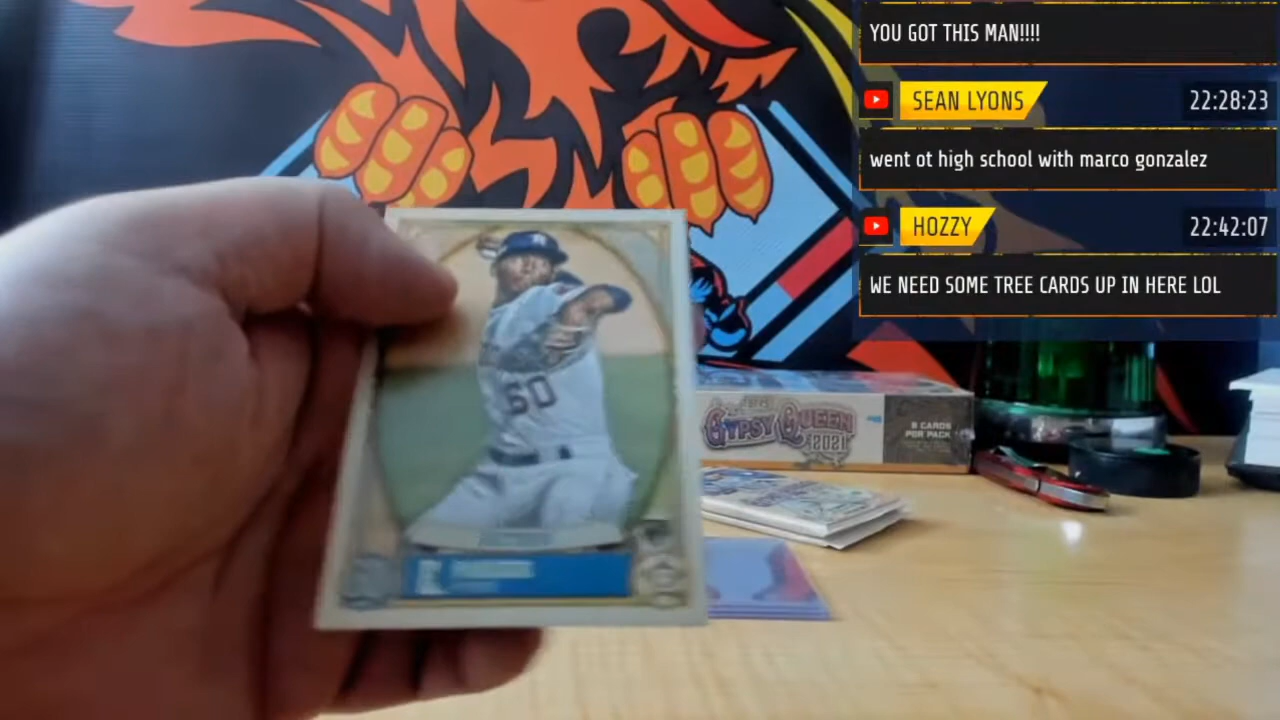 YOU GOT THIS MAN!!!!
SEAN LYONS
22:28:23
went ot high school with marco gonzalez
HOZZY
22:42:07
WE NEED SOME TREE CARDS UP IN HERE LOL
60
TOPPS
GYPSY QUEEN
2021
8 CARDS
PER PACK